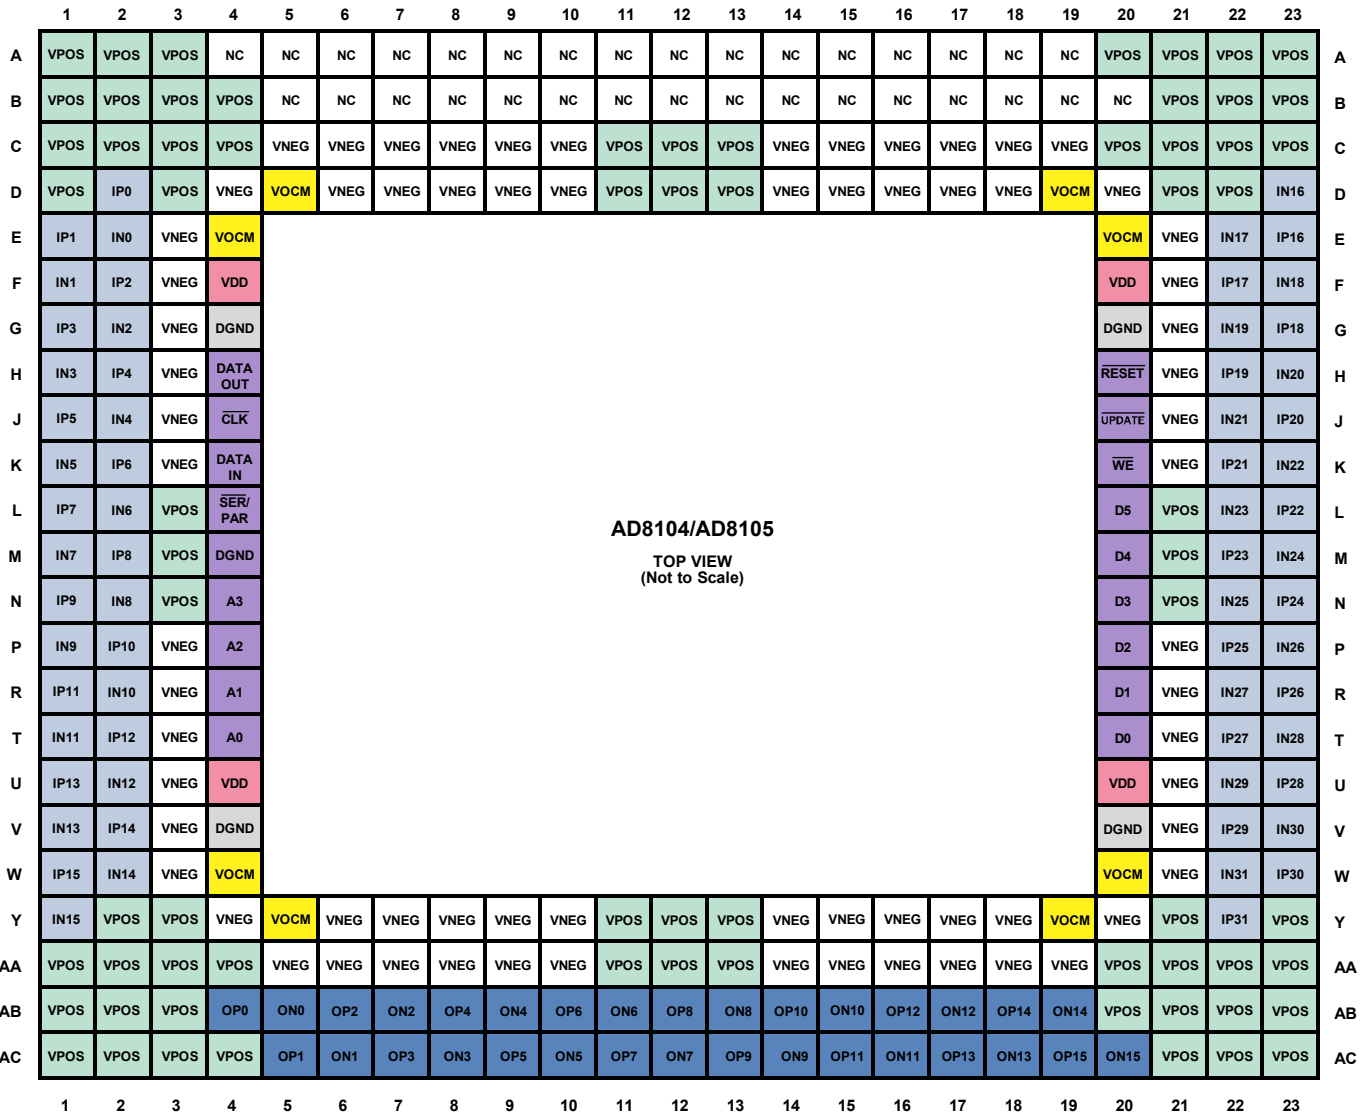 1 2 3 4 5 6 7 8 9 10 11 12 13 14 15 16 17 18 19 20 21 22 23
A VPOS VPOS VPOS NC NC NC NC NC NC NC NC NC NC NC NC NC NC NC NC VPOS VPOS VPOS VPOS A
B VPOS VPOS VPOS VPOS NC NC NC NC NC NC NC NC NC NC NC NC NC NC NC NC VPOS VPOS VPOS B
C VPOS VPOS VPOS VPOS VNEG VNEG VNEG VNEG VNEG VNEG VPOS VPOS VPOS VNEG VNEG VNEG VNEG VNEG VNEG VPOS VPOS VPOS VPOS C
D VPOS IP0 VPOS VNEG VOCM VNEG VNEG VNEG VNEG VNEG VPOS VPOS VPOS VNEG VNEG VNEG VNEG VNEG VOCM VNEG VPOS VPOS IN16 D
E IP1 IN0 VNEG VOCM VOCM VNEG IN17 IP16 E
F IN1 IP2 VNEG VDD VDD VNEG IP17 IN18 F
G IP3 IN2 VNEG DGND DGND VNEG IN19 IP18 G
H IN3 IP4 VNEG DATA OUT RESET VNEG IP19 IN20 H
J IP5 IN4 VNEG CLK UPDATE VNEG IN21 IP20 J
K IN5 IP6 VNEG DATA IN WE VNEG IP21 IN22 K
L IP7 IN6 VPOS SER/ PAR D5 VPOS IN23 IP22 L
AD8104/AD8105
M IN7 IP8 VPOS DGND D4 VPOS IP23 IN24 M
TOP VIEW
(Not to Scale)
N IP9 IN8 VPOS A3 D3 VPOS IN25 IP24 N
P IN9 IP10 VNEG A2 D2 VNEG IP25 IN26 P
R IP11 IN10 VNEG A1 D1 VNEG IN27 IP26 R
T IN11 IP12 VNEG A0 D0 VNEG IP27 IN28 T
U IP13 IN12 VNEG VDD VDD VNEG IN29 IP28 U
V IN13 IP14 VNEG DGND DGND VNEG IP29 IN30 V
W IP15 IN14 VNEG VOCM VOCM VNEG IN31 IP30 W
Y IN15 VPOS VPOS VNEG VOCM VNEG VNEG VNEG VNEG VNEG VPOS VPOS VPOS VNEG VNEG VNEG VNEG VNEG VOCM VNEG VPOS IP31 VPOS Y
AA VPOS VPOS VPOS VPOS VNEG VNEG VNEG VNEG VNEG VNEG VPOS VPOS VPOS VNEG VNEG VNEG VNEG VNEG VNEG VPOS VPOS VPOS VPOS AA
AB VPOS VPOS VPOS OP0 ON0 OP2 ON2 OP4 ON4 OP6 ON6 OP8 ON8 OP10 ON10 OP12 ON12 OP14 ON14 VPOS VPOS VPOS VPOS AB
AC VPOS VPOS VPOS VPOS OP1 ON1 OP3 ON3 OP5 ON5 OP7 ON7 OP9 ON9 OP11 ON11 OP13 ON13 OP15 ON15 VPOS VPOS VPOS AC
1 2 3 4 5 6 7 8 9 10 11 12 13 14 15 16 17 18 19 20 21 22 23